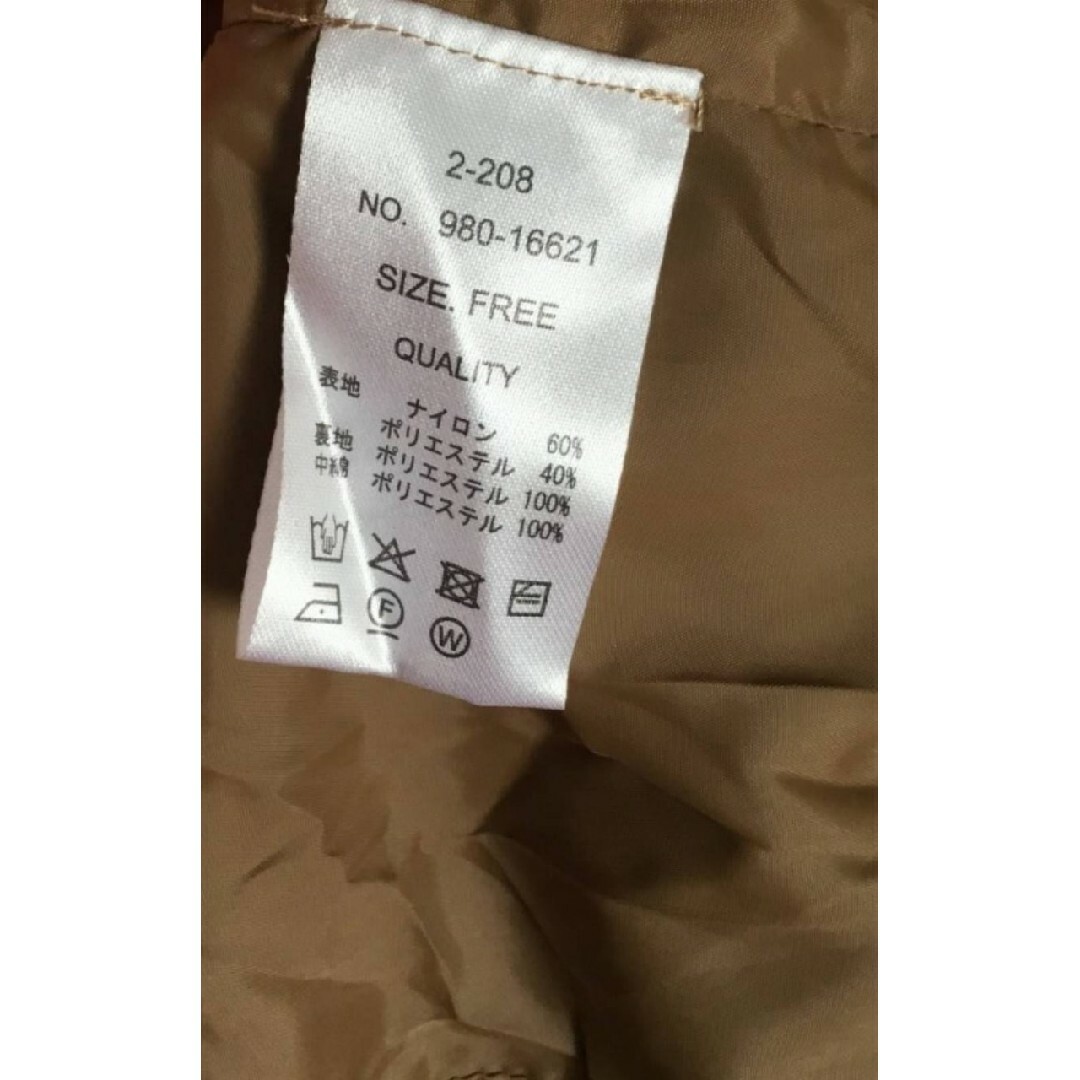 2-208
NO. 980-16621
SIZE. FREE
QUALITY
表地 ナイロン 60%
ポリエステル 40%
裏地 ポリエステル 100%
中綿 ポリエステル 100%
F
W